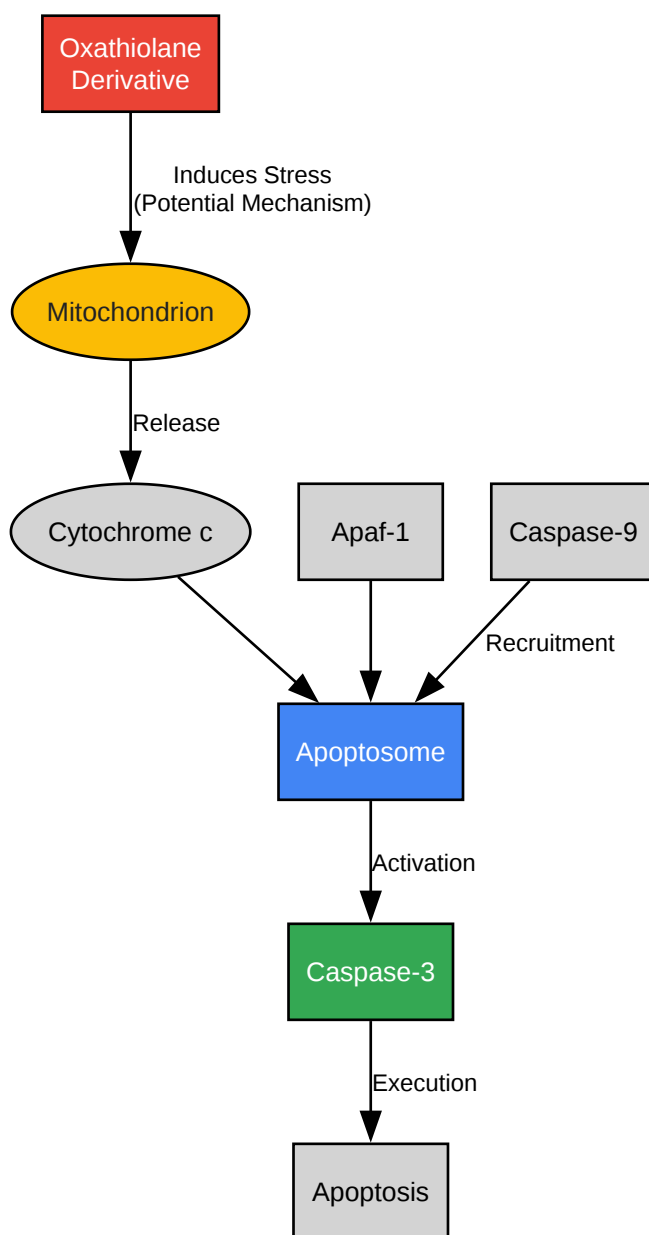 Oxathiolane
Derivative
Induces Stress
(Potential Mechanism)
Mitochondrion
Release
Cytochrome c
Apaf-1
Caspase-9
Recruitment
Apoptosome
Activation
Caspase-3
Execution
Apoptosis